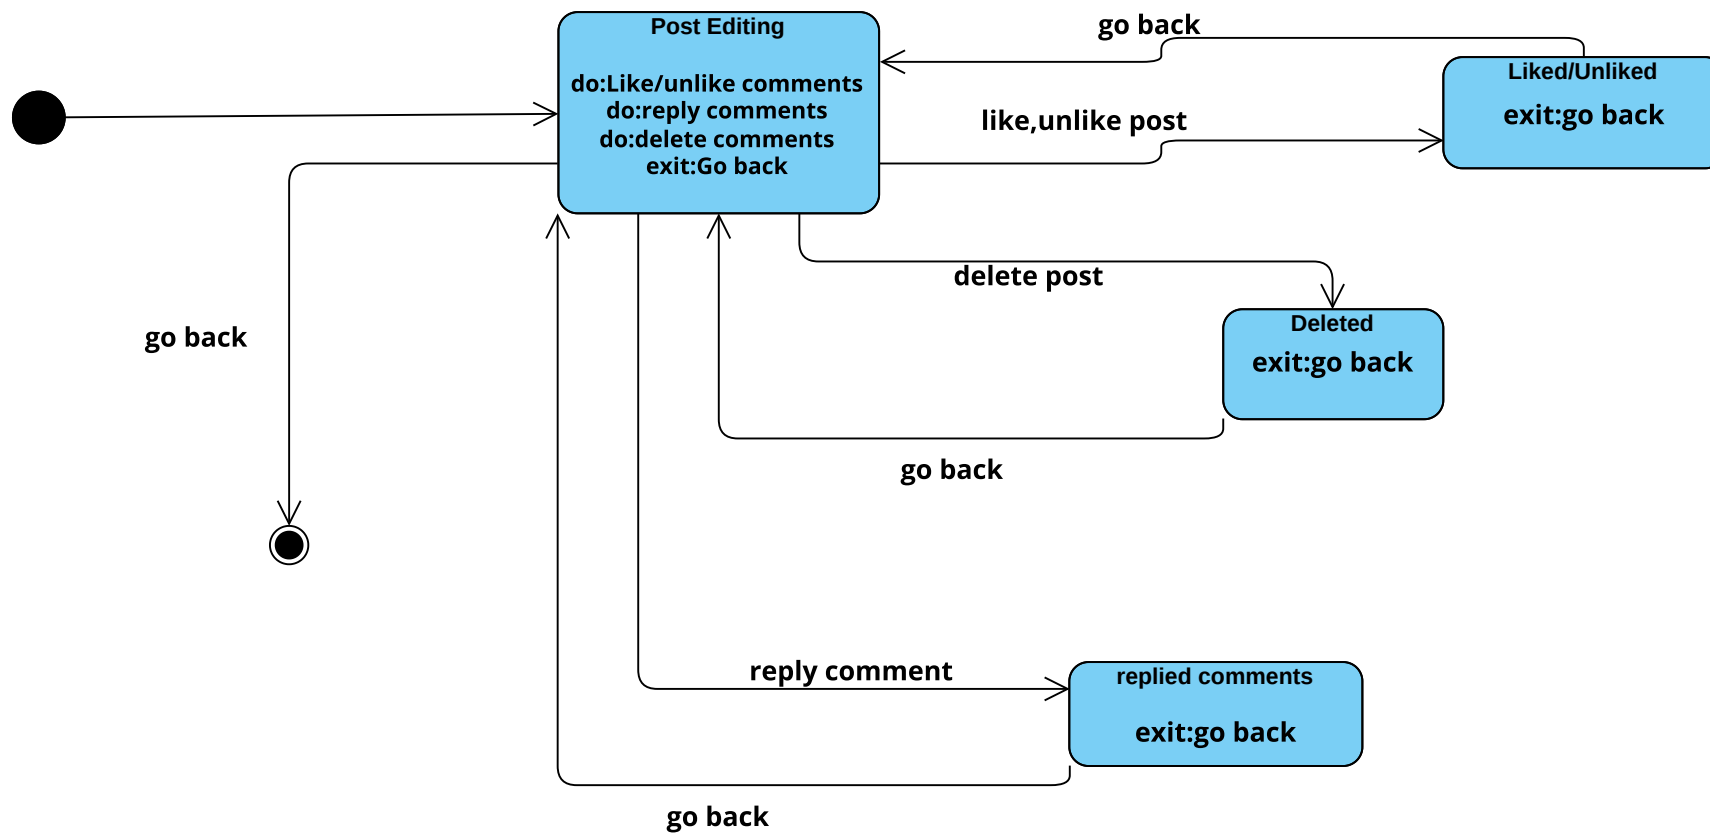 Post Editing
do:Like/unlike comments
do:reply comments
do:delete comments
exit:Go back
go back
Liked/Unliked
exit:go back
like,unlike post
delete post
Deleted
exit:go back
go back
go back
reply comment
replied comments
exit:go back
go back